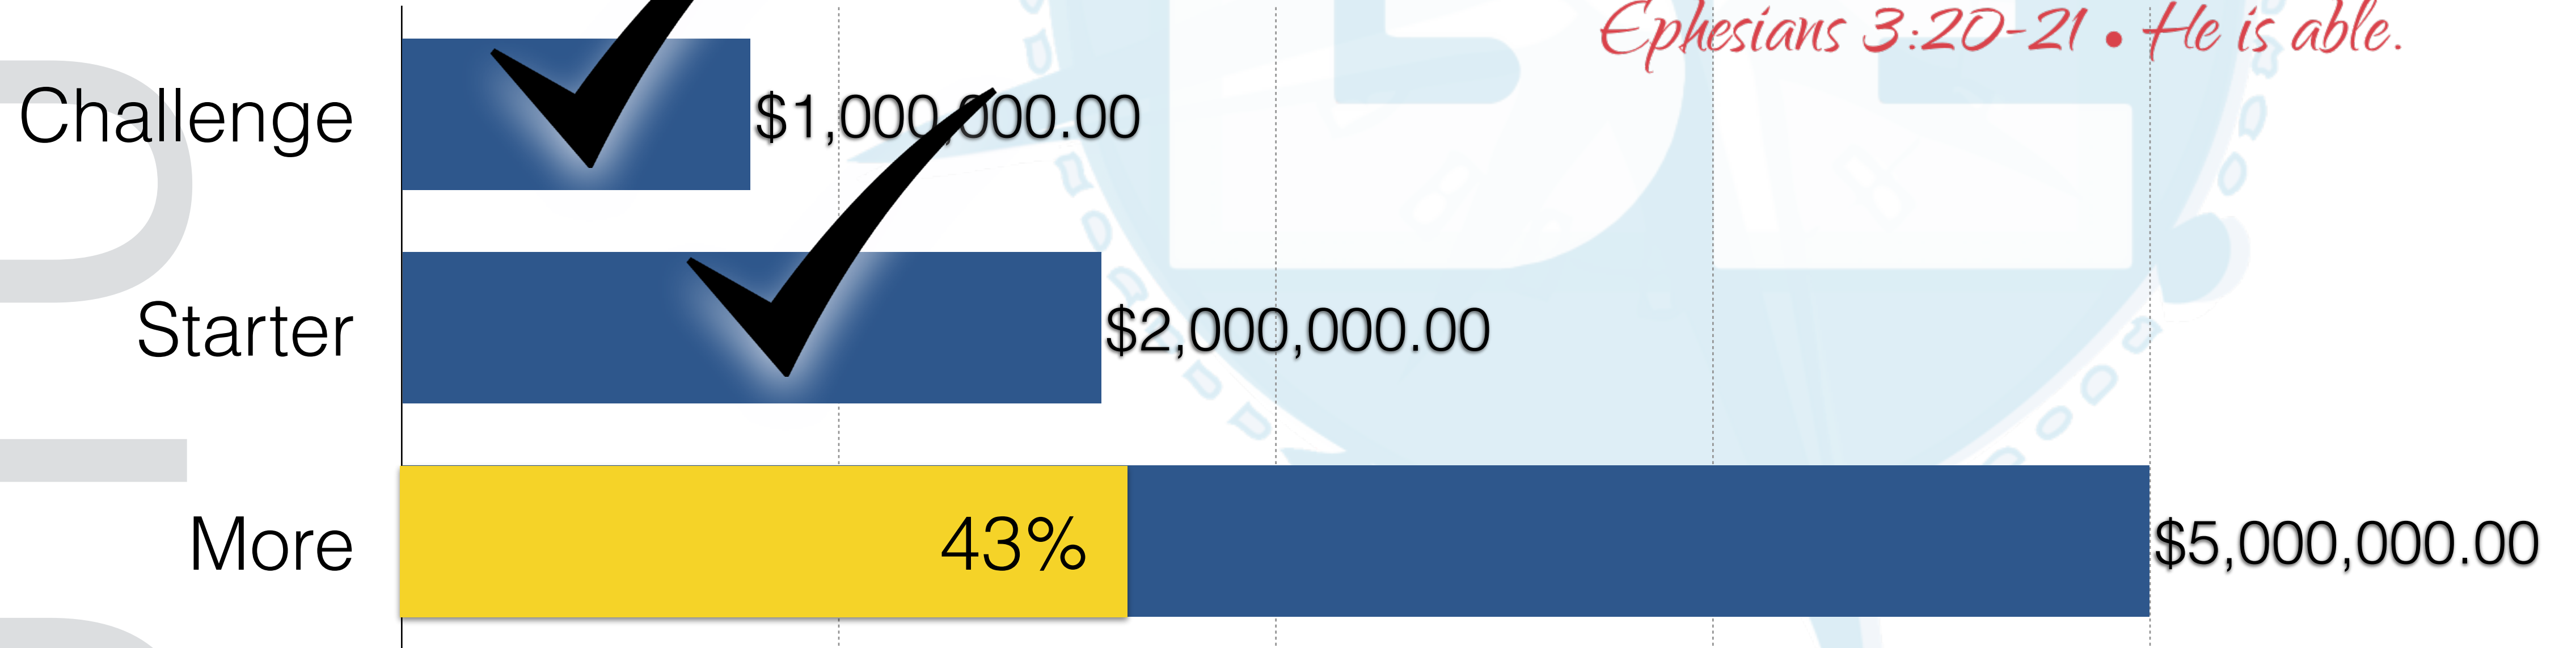 Ephesians 3:20-21 • He is able.
Challenge $1,000,000.00
Starter $2,000,000.00
More 43% $5,000,000.00